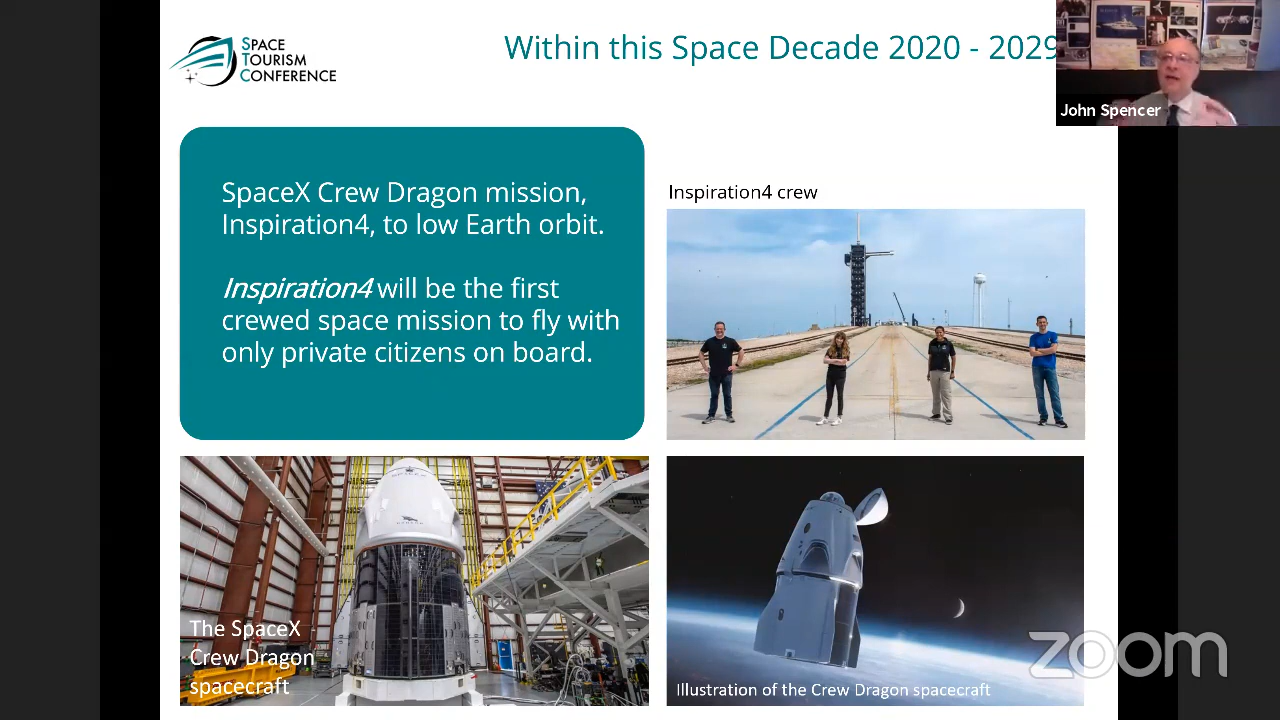 SPACE
TOURISM
CONFERENCE
Within this Space Decade 2020 - 2029
John Spencer
SpaceX Crew Dragon mission,
Inspiration4, to low Earth orbit.
Inspiration4 will be the first
crewed space mission to fly with
only private citizens on board.
Inspiration4 crew
The SpaceX
Crew Dragon
spacecraft
Illustration of the Crew Dragon spacecraft
zoom